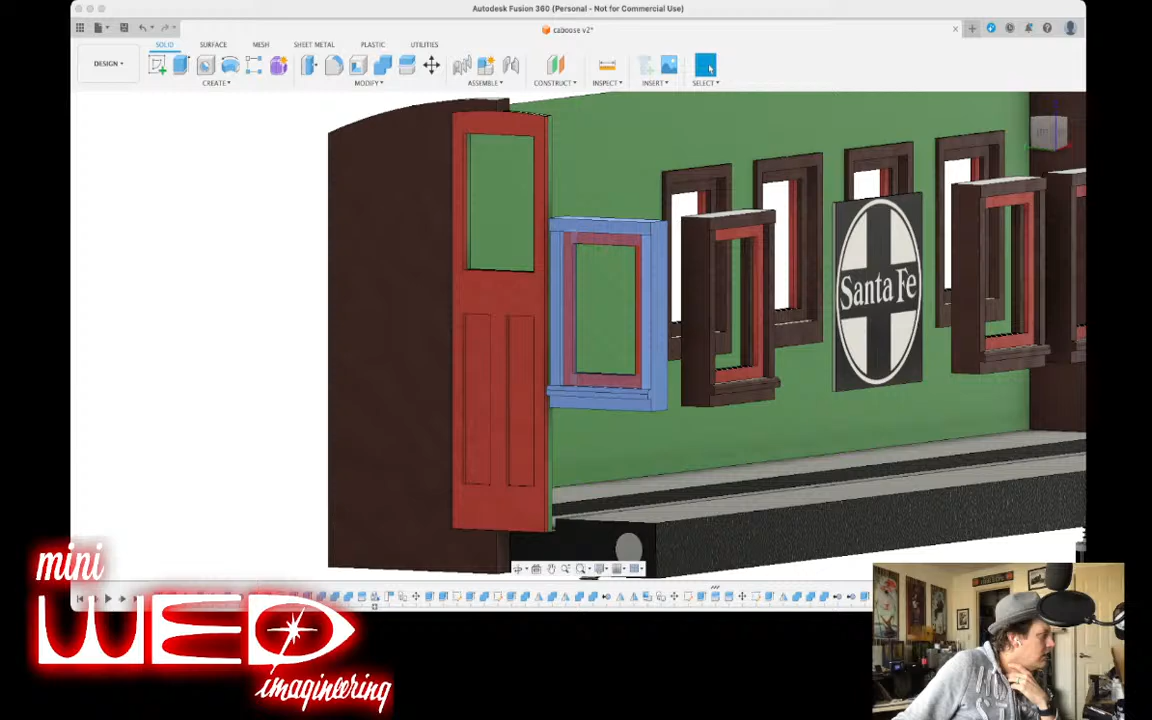 Autodesk Fusion 360 (Personal - Not for Commercial Use)
caboose v2*
SOLID SURFACE MESH SHEET METAL PLASTIC UTILITIES
DESIGN
CREATE MODIFY ASSEMBLE CONSTRUCT INSPECT INSERT SELECT
Santa Fe
mini
WED
imagineering